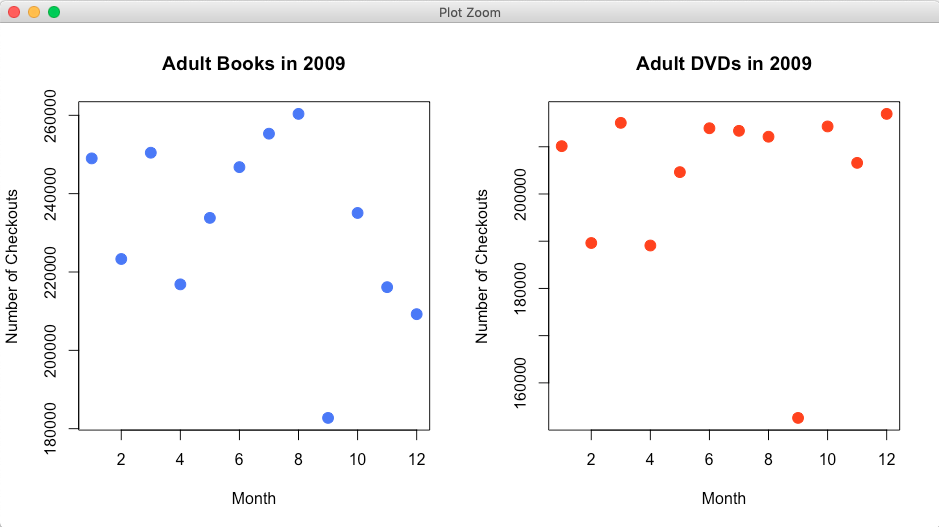 Plot Zoom
Adult Books in 2009
Number of Checkouts
260000
240000
220000
200000
180000
2 4 6 8 10 12
Month
Adult DVDs in 2009
Number of Checkouts
200000
180000
160000
2 4 6 8 10 12
Month